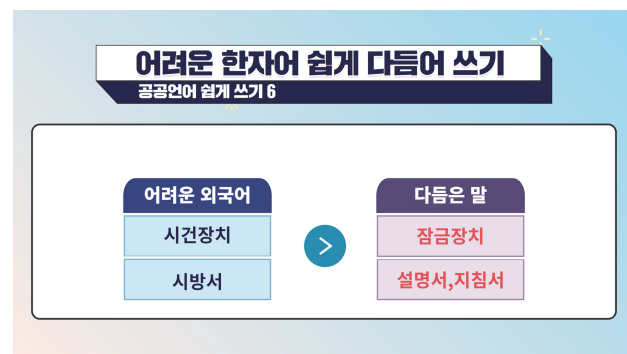 어려운 한자어 쉽게 다듬어 쓰기
공공언어 쉽게 쓰기 6
어려운 외국어
다듬은 말
시건장치
>
잠금장치
시방서
설명서,지침서